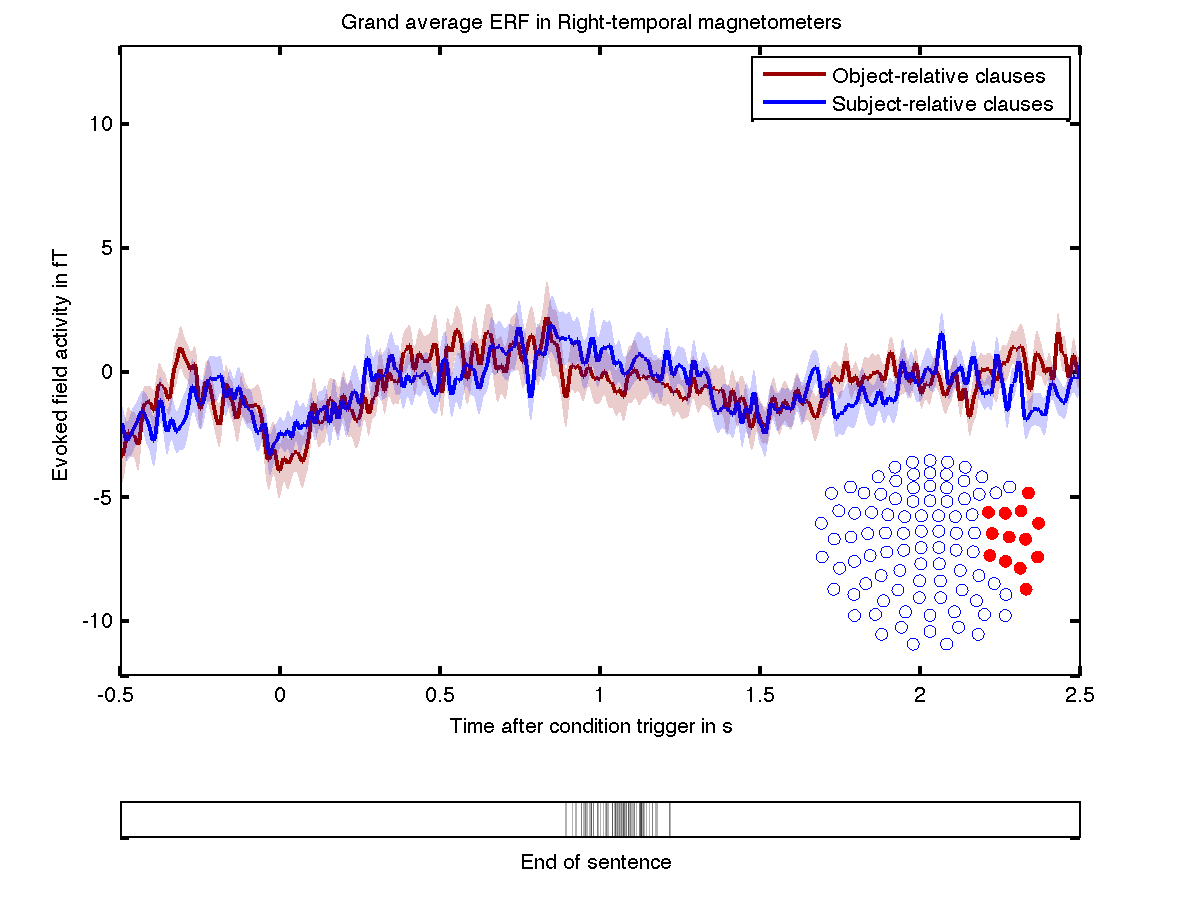 Grand average ERF in Right-temporal magnetometers
Object-relative clauses
Subject-relative clauses
Evoked field activity in fT
10
5
0
-5
-10
-0.5
0
0.5
1
1.5
2
2.5
Time after condition trigger in s
End of sentence